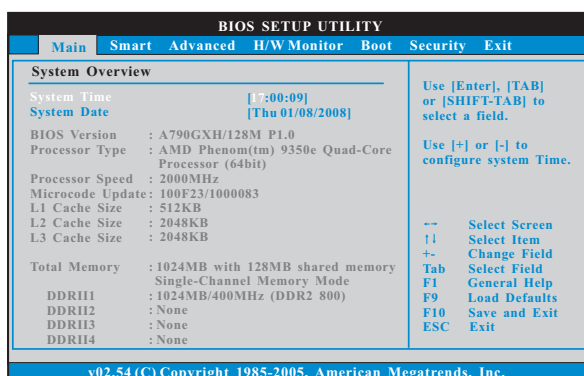 BIOS SETUP UTILITY
Main Smart Advanced H/W Monitor Boot Security Exit
System Overview
System Time [17:00:09]
System Date [Thu 01/08/2008]
BIOS Version : A790GXH/128M P1.0
Processor Type : AMD Phenom(tm) 9350e Quad-Core
Processor (64bit)
Processor Speed : 2000MHz
Microcode Update : 100F23/1000083
L1 Cache Size : 512KB
L2 Cache Size : 2048KB
L3 Cache Size : 2048KB
Total Memory : 1024MB with 128MB shared memory
Single-Channel Memory Mode
DDRII1 : 1024MB/400MHz (DDR2 800)
DDRII2 : None
DDRII3 : None
DDRII4 : None
Use [Enter], [TAB]
or [SHIFT-TAB] to
select a field.
Use [+] or [-] to
configure system Time.
←→ Select Screen
↑↓ Select Item
+- Change Field
Tab Select Field
F1 General Help
F9 Load Defaults
F10 Save and Exit
ESC Exit
v02.54 (C) Copyright 1985-2005, American Megatrends, Inc.